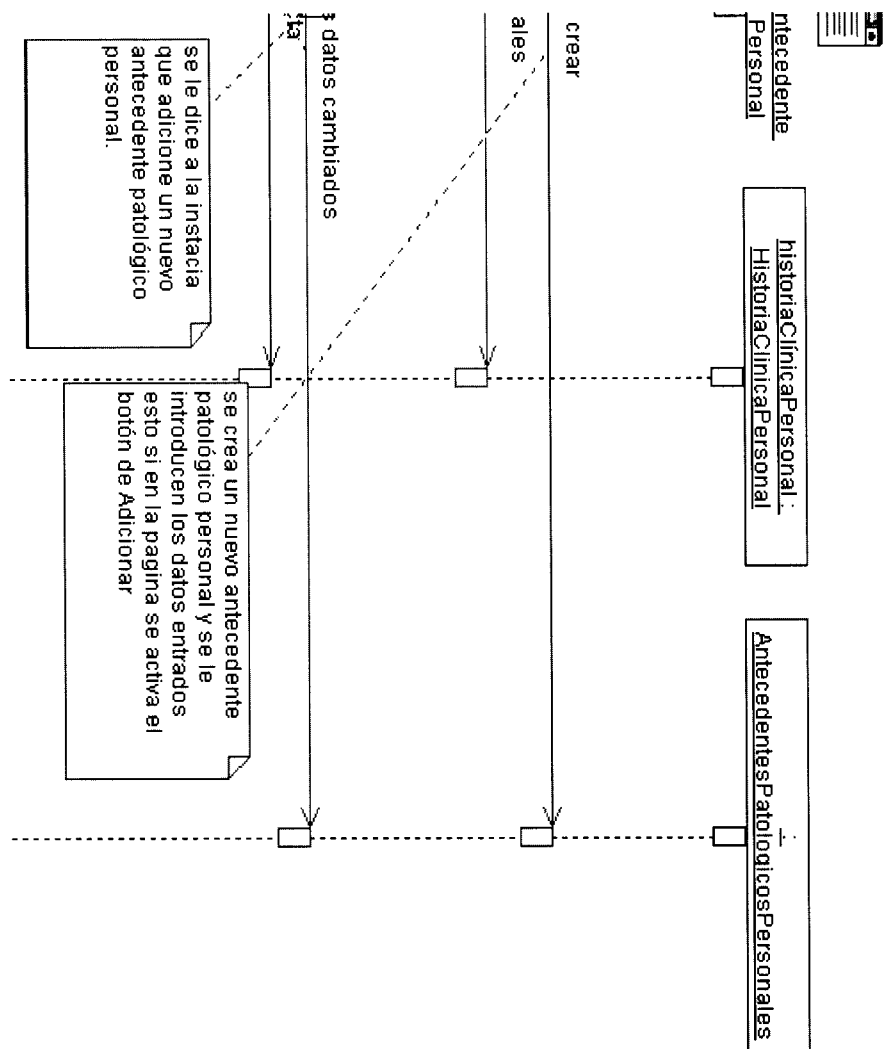 ntecedente
Personal
historiaClínicaPersonal :
HistoriaClínicaPersonal
:
AntecedentesPatologicosPersonales
crear
ales
s datos cambiados
ta
se le dice a la instacia
que adicione un nuevo
antecedente patológico
personal.
se crea un nuevo antecedente
patológico personal y se le
introducen los datos entrados
esto si en la pagina se activa el
botón de Adicionar